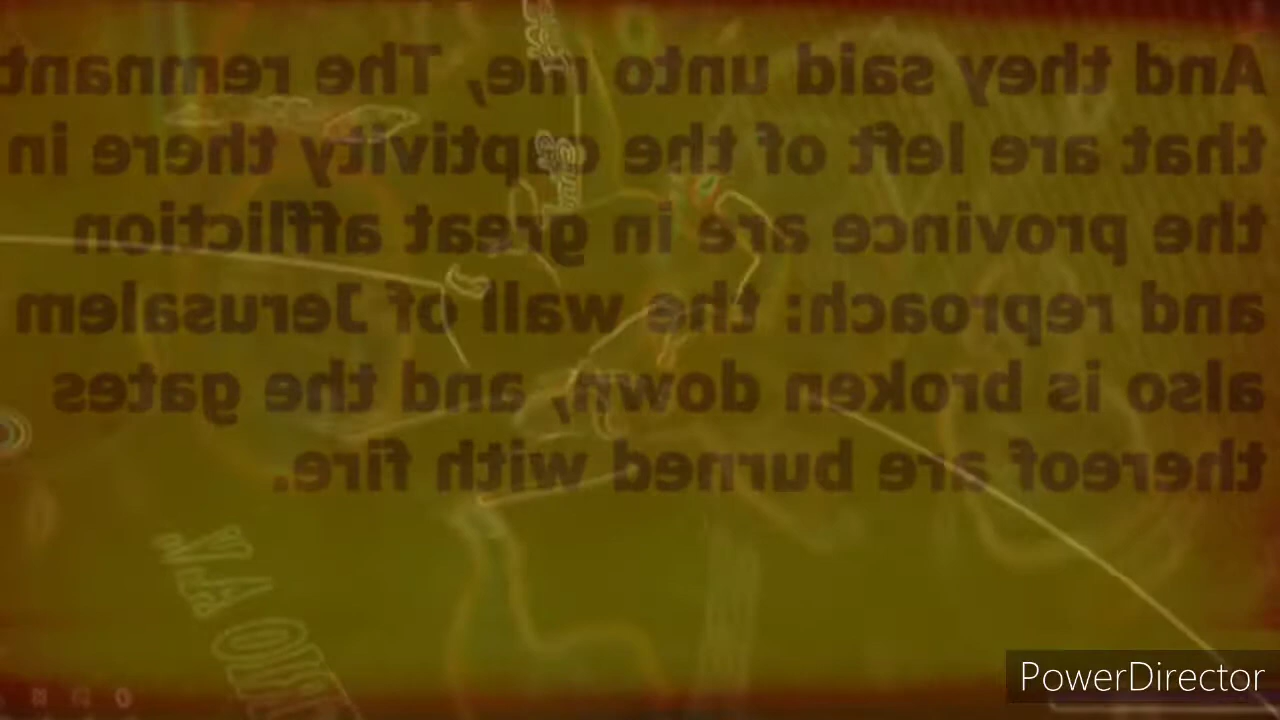 And they said unto me, The remnant
that are left of the captivity there in
the province are in great affliction
and reproach: the wall of Jerusalem
also is broken down, and the gates
thereof are burned with fire.
PowerDirector